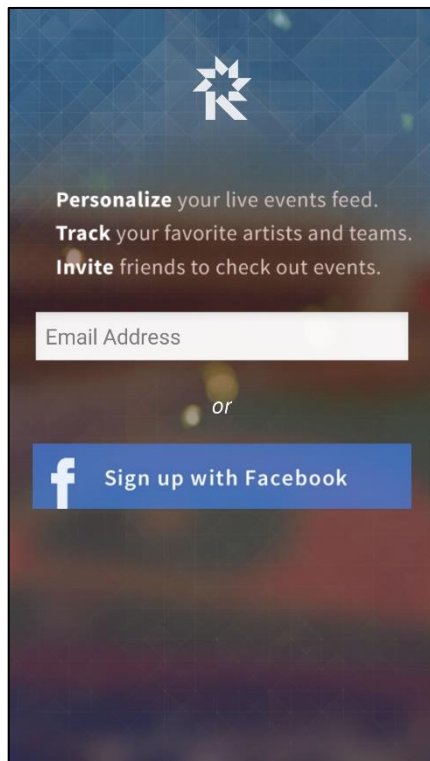 Personalize your live events feed.
Track your favorite artists and teams.
Invite friends to check out events.
Email Address
or
f Sign up with Facebook